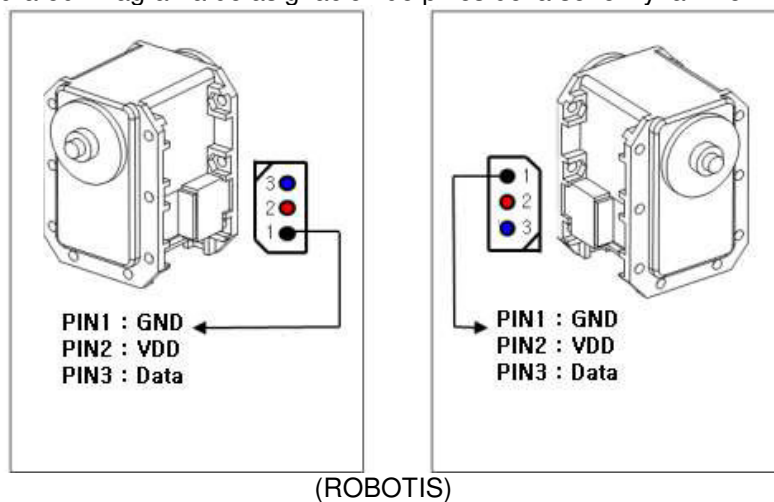 3
2
1
PIN1 : GND
PIN2 : VDD
PIN3 : Data
1
2
3
PIN1 : GND
PIN2 : VDD
PIN3 : Data
(ROBOTIS)